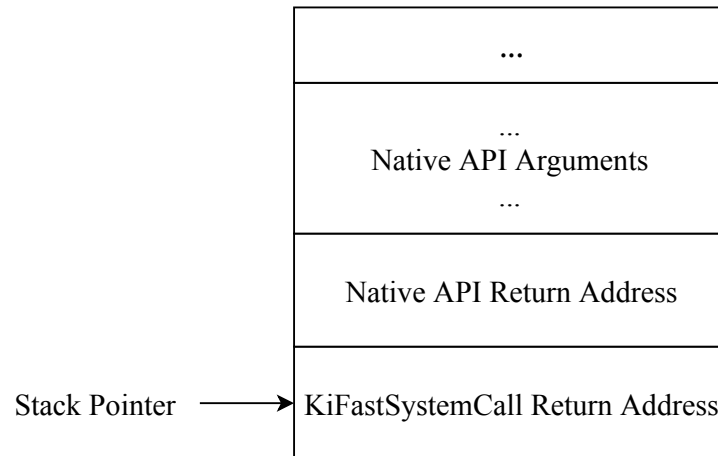 ...
...
Native API Arguments
...
Native API Return Address
Stack Pointer
KiFastSystemCall Return Address